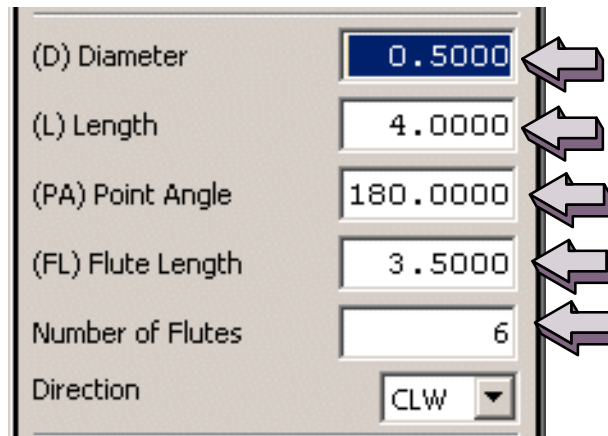 (D) Diameter 0.5000
(L) Length 4.0000
(PA) Point Angle 180.0000
(FL) Flute Length 3.5000
Number of Flutes 6
Direction CLW